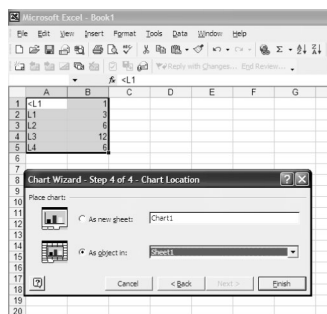 Microsoft Excel - Book1
File Edit View Insert Format Tools Data Window Help
Reply with Changes... End Review...
fx <L1
A B C D E F G
1 <L1 1
2 L1 3
3 L2 6
4 L3 12
5 L4 6
6
7
8
9
10
11
12
13
14
15
16
17
18
19
20
Chart Wizard - Step 4 of 4 - Chart Location
Place chart:
As new sheet: Chart1
As object in: Sheet1
Cancel < Back Next > Finish